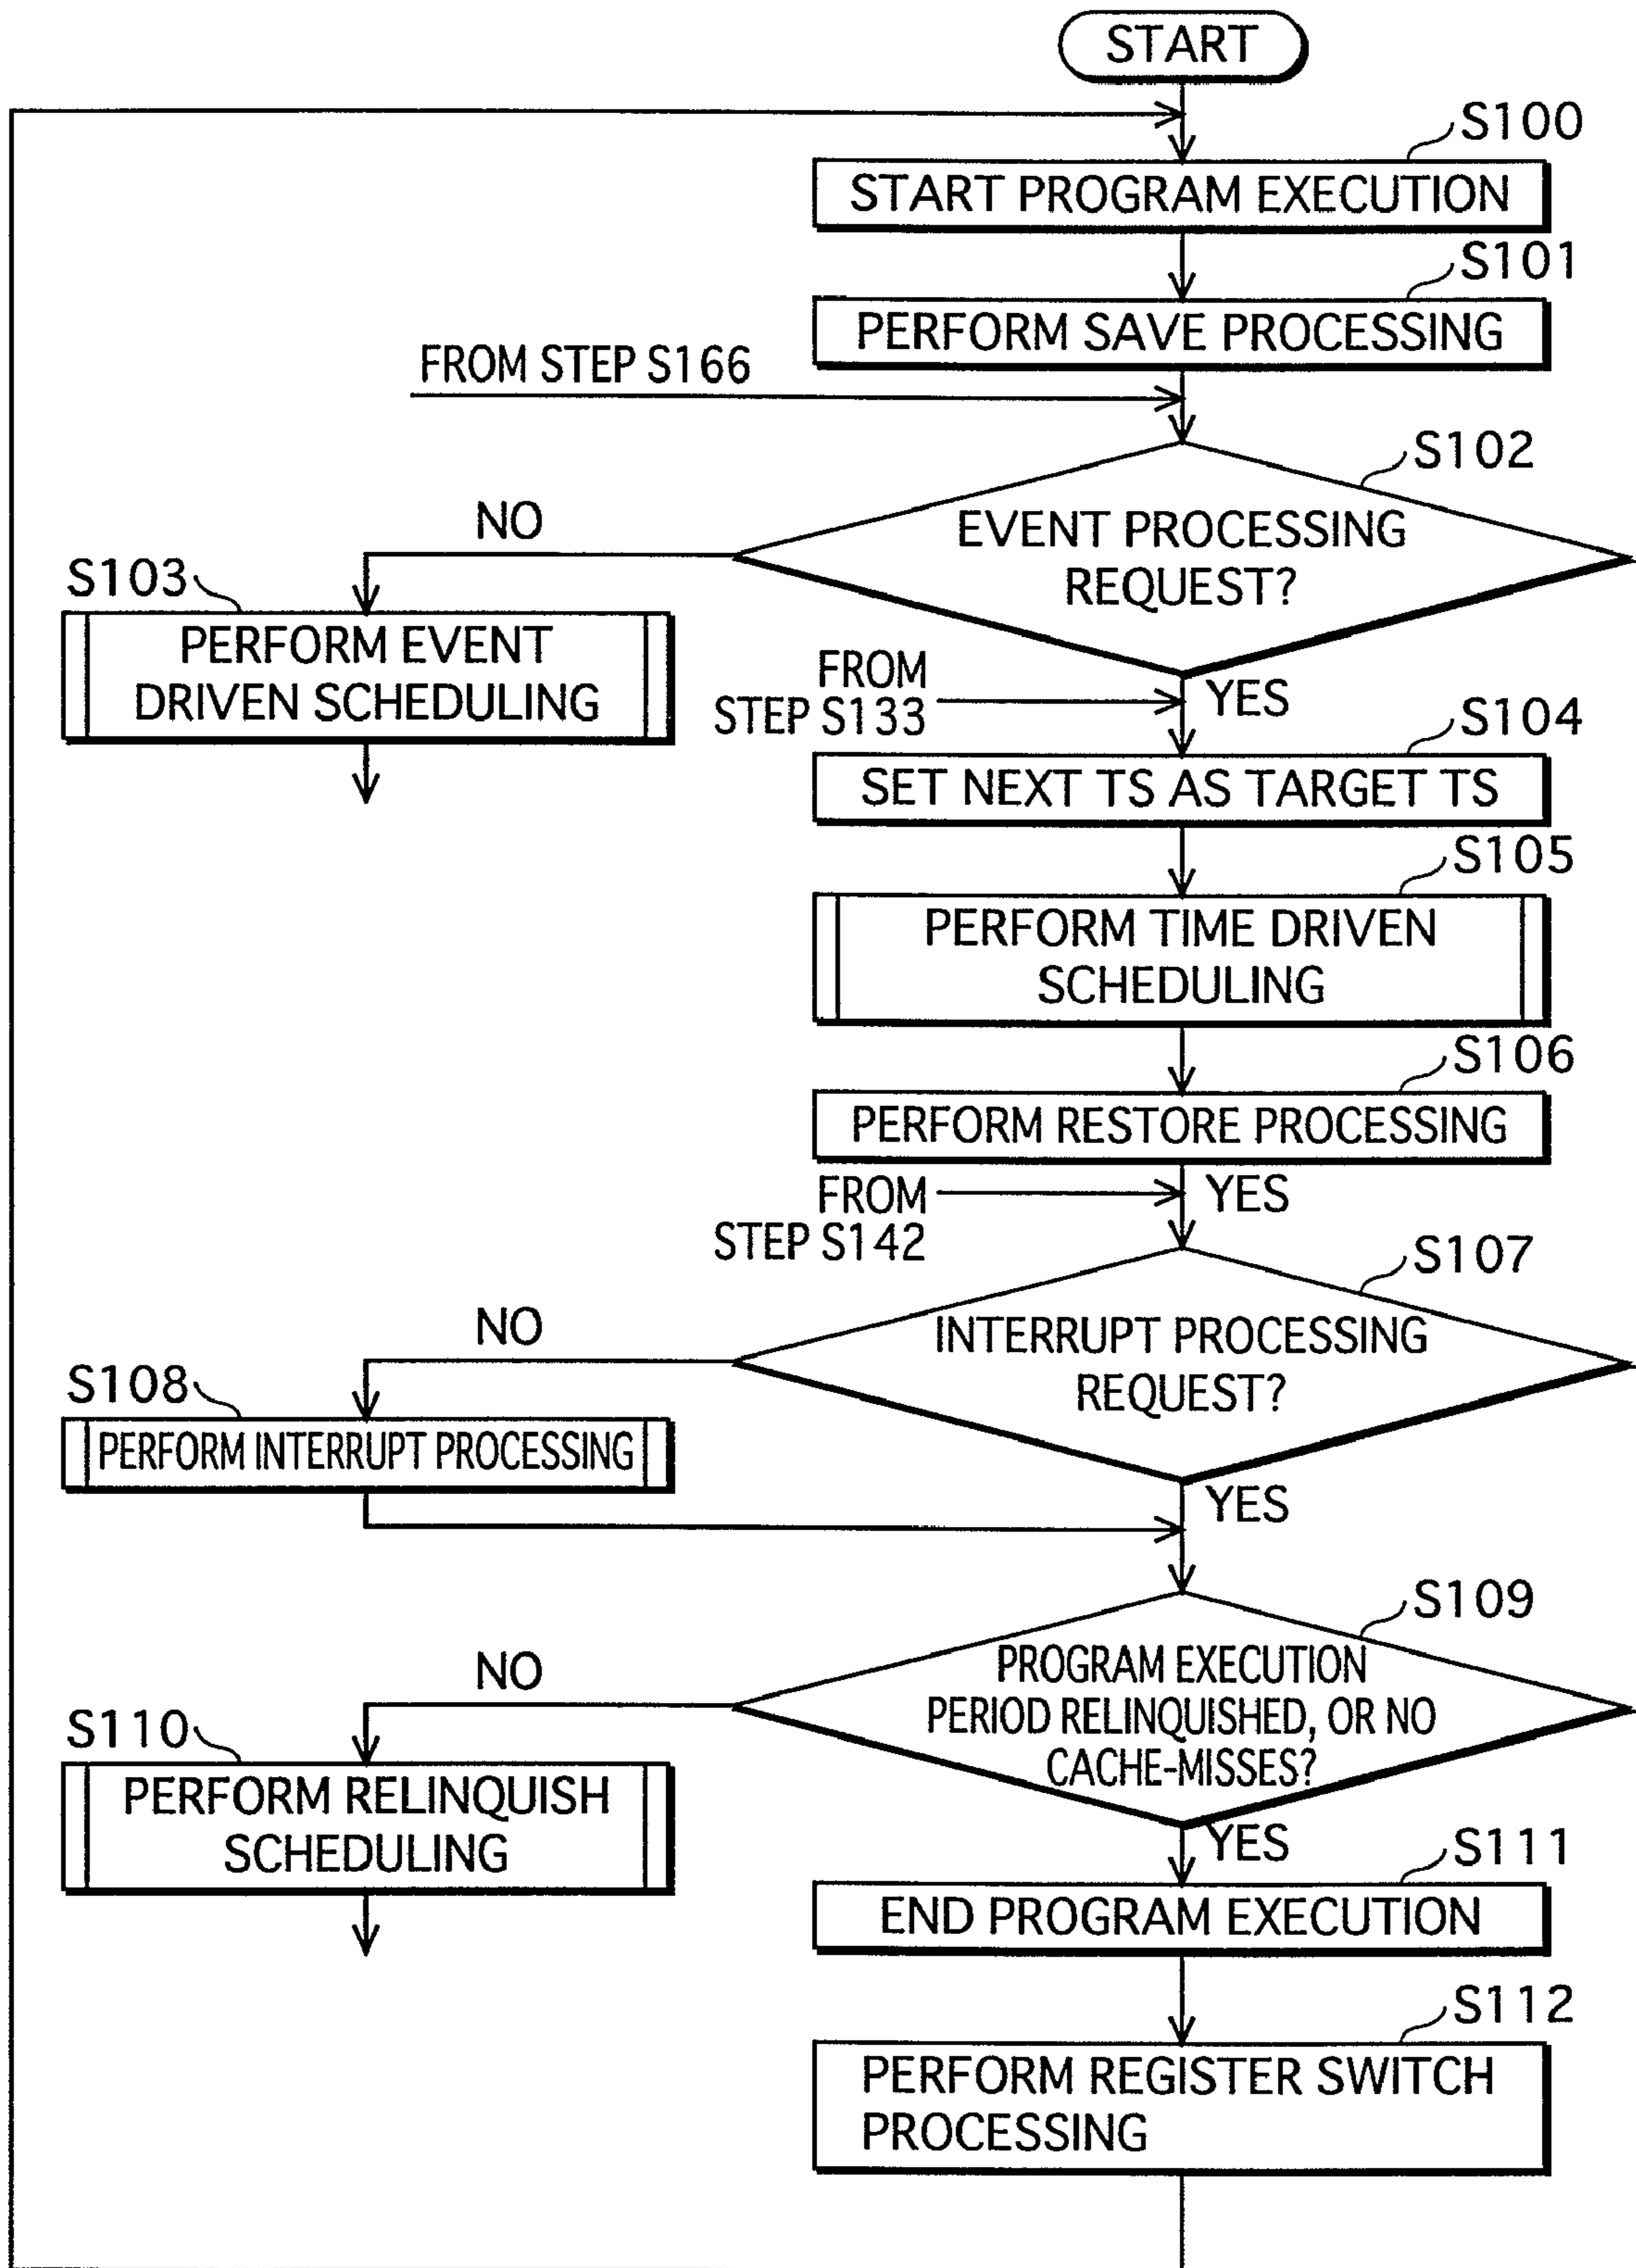 START
S100
START PROGRAM EXECUTION
S101
PERFORM SAVE PROCESSING
FROM STEP S166
S102
EVENT PROCESSING
REQUEST?
NO
S103
PERFORM EVENT
DRIVEN SCHEDULING
FROM
STEP S133
YES
S104
SET NEXT TS AS TARGET TS
S105
PERFORM TIME DRIVEN
SCHEDULING
S106
PERFORM RESTORE PROCESSING
FROM
STEP S142
YES
S107
INTERRUPT PROCESSING
REQUEST?
NO
S108
PERFORM INTERRUPT PROCESSING
YES
S109
PROGRAM EXECUTION
PERIOD RELINQUISHED, OR NO
CACHE-MISSES?
NO
S110
PERFORM RELINQUISH
SCHEDULING
YES
S111
END PROGRAM EXECUTION
S112
PERFORM REGISTER SWITCH
PROCESSING